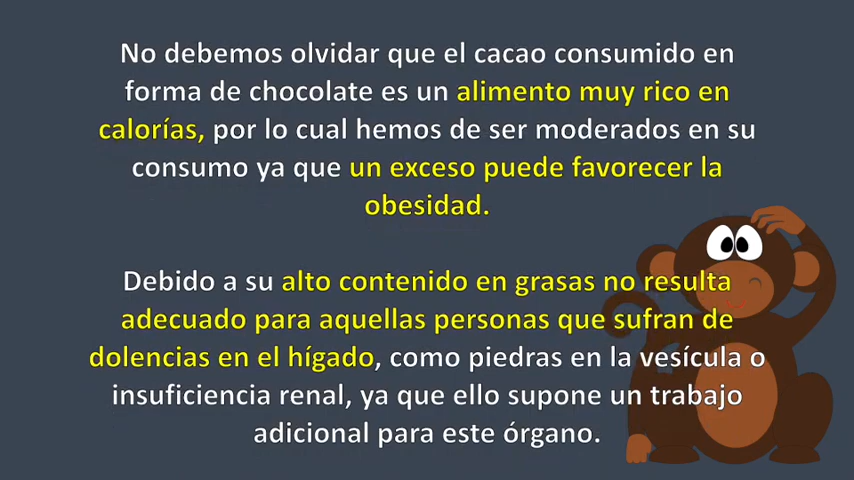 No debemos olvidar que el cacao consumido en
forma de chocolate es un alimento muy rico en
calorías, por lo cual hemos de ser moderados en su
consumo ya que un exceso puede favorecer la
obesidad.
Debido a su alto contenido en grasas no resulta
adecuado para aquellas personas que sufran de
dolencias en el hígado, como piedras en la vesícula o
insuficiencia renal, ya que ello supone un trabajo
adicional para este órgano.